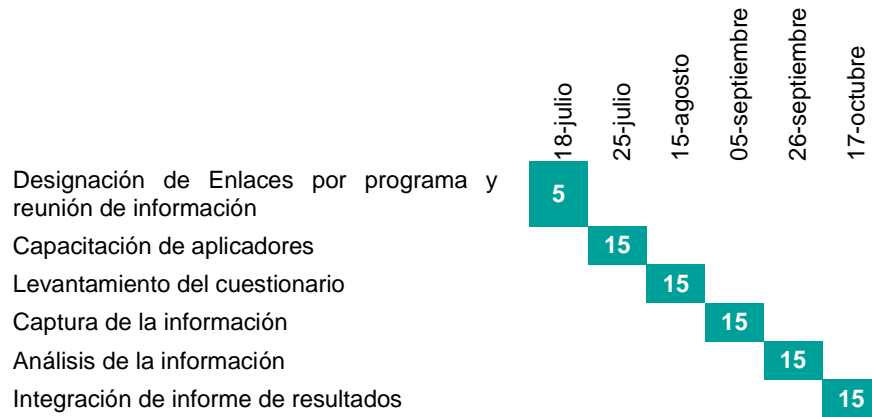 18-julio
25-julio
15-agosto
05-septiembre
26-septiembre
17-octubre
Designación de Enlaces por programa y
reunión de información
5
Capacitación de aplicadores 15
Levantamiento del cuestionario 15
Captura de la información 15
Análisis de la información 15
Integración de informe de resultados 15